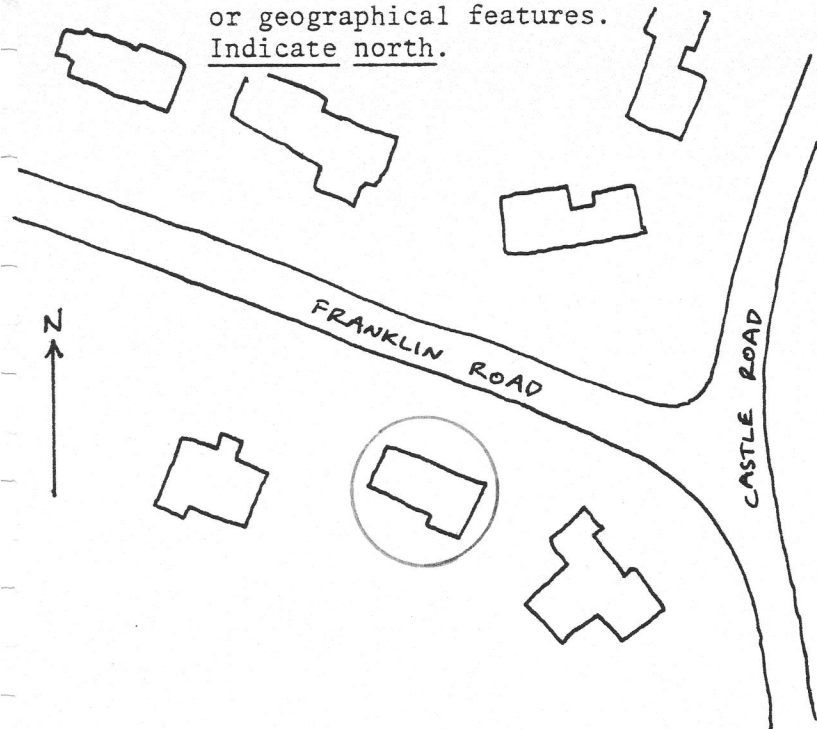 or geographical features.
Indicate north.
N
FRANKLIN ROAD
CASTLE ROAD